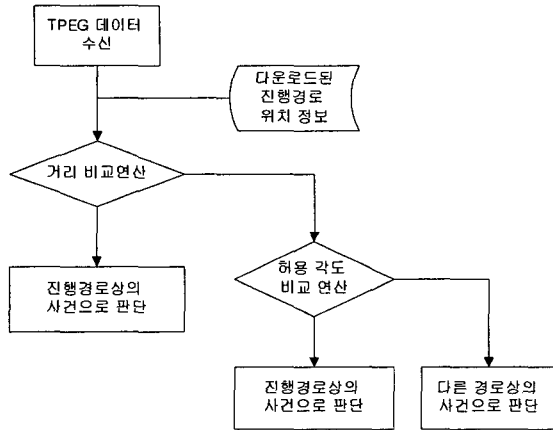 TPEG 데이터
수신
다운로드된
진행경로
위치 정보
거리 비교연산
허용 각도
비교 연산
진행경로상의
사건으로 판단
진행경로상의
사건으로 판단
다른 경로상의
사건으로 판단